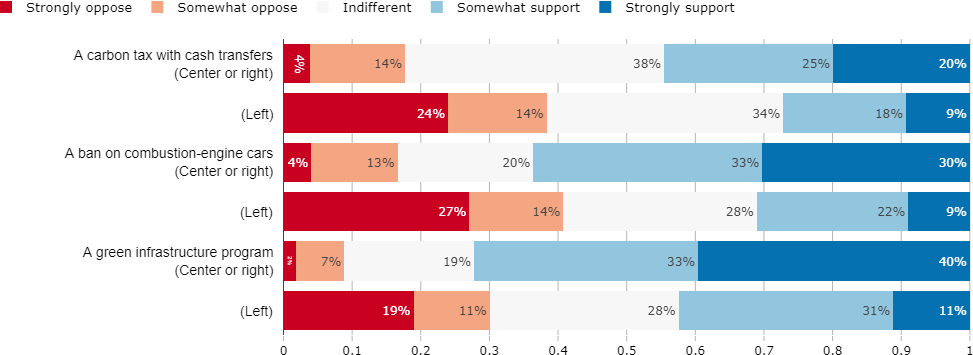 Strongly oppose Somewhat oppose Indifferent Somewhat support Strongly support
A carbon tax with cash transfers
(Center or right)
4% 14% 38% 25% 20%
(Left)
24% 14% 34% 18% 9%
A ban on combustion-engine cars
(Center or right)
4% 13% 20% 33% 30%
(Left)
27% 14% 28% 22% 9%
A green infrastructure program
(Center or right)
2% 7% 19% 33% 40%
(Left)
19% 11% 28% 31% 11%
0 0.1 0.2 0.3 0.4 0.5 0.6 0.7 0.8 0.9 1